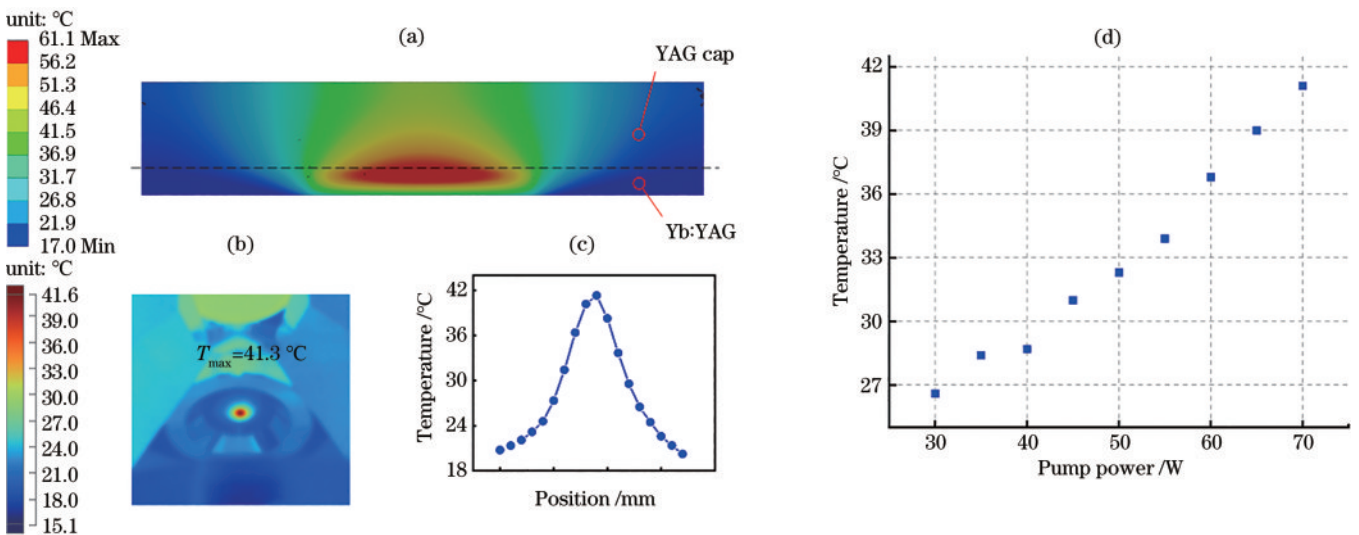 unit: °C
61.1 Max
56.2
51.3
46.4
41.5
36.9
31.7
26.8
21.9
17.0 Min
(a)
YAG cap
Yb:YAG
unit: °C
41.6
39.0
36.0
33.0
30.0
27.0
24.0
21.0
18.0
15.1
(b)
Tmax=41.3 °C
(c)
Temperature /°C
42
36
30
24
18
Position /mm
(d)
Temperature /°C
42
39
36
33
30
27
30 40 50 60 70
Pump power /W